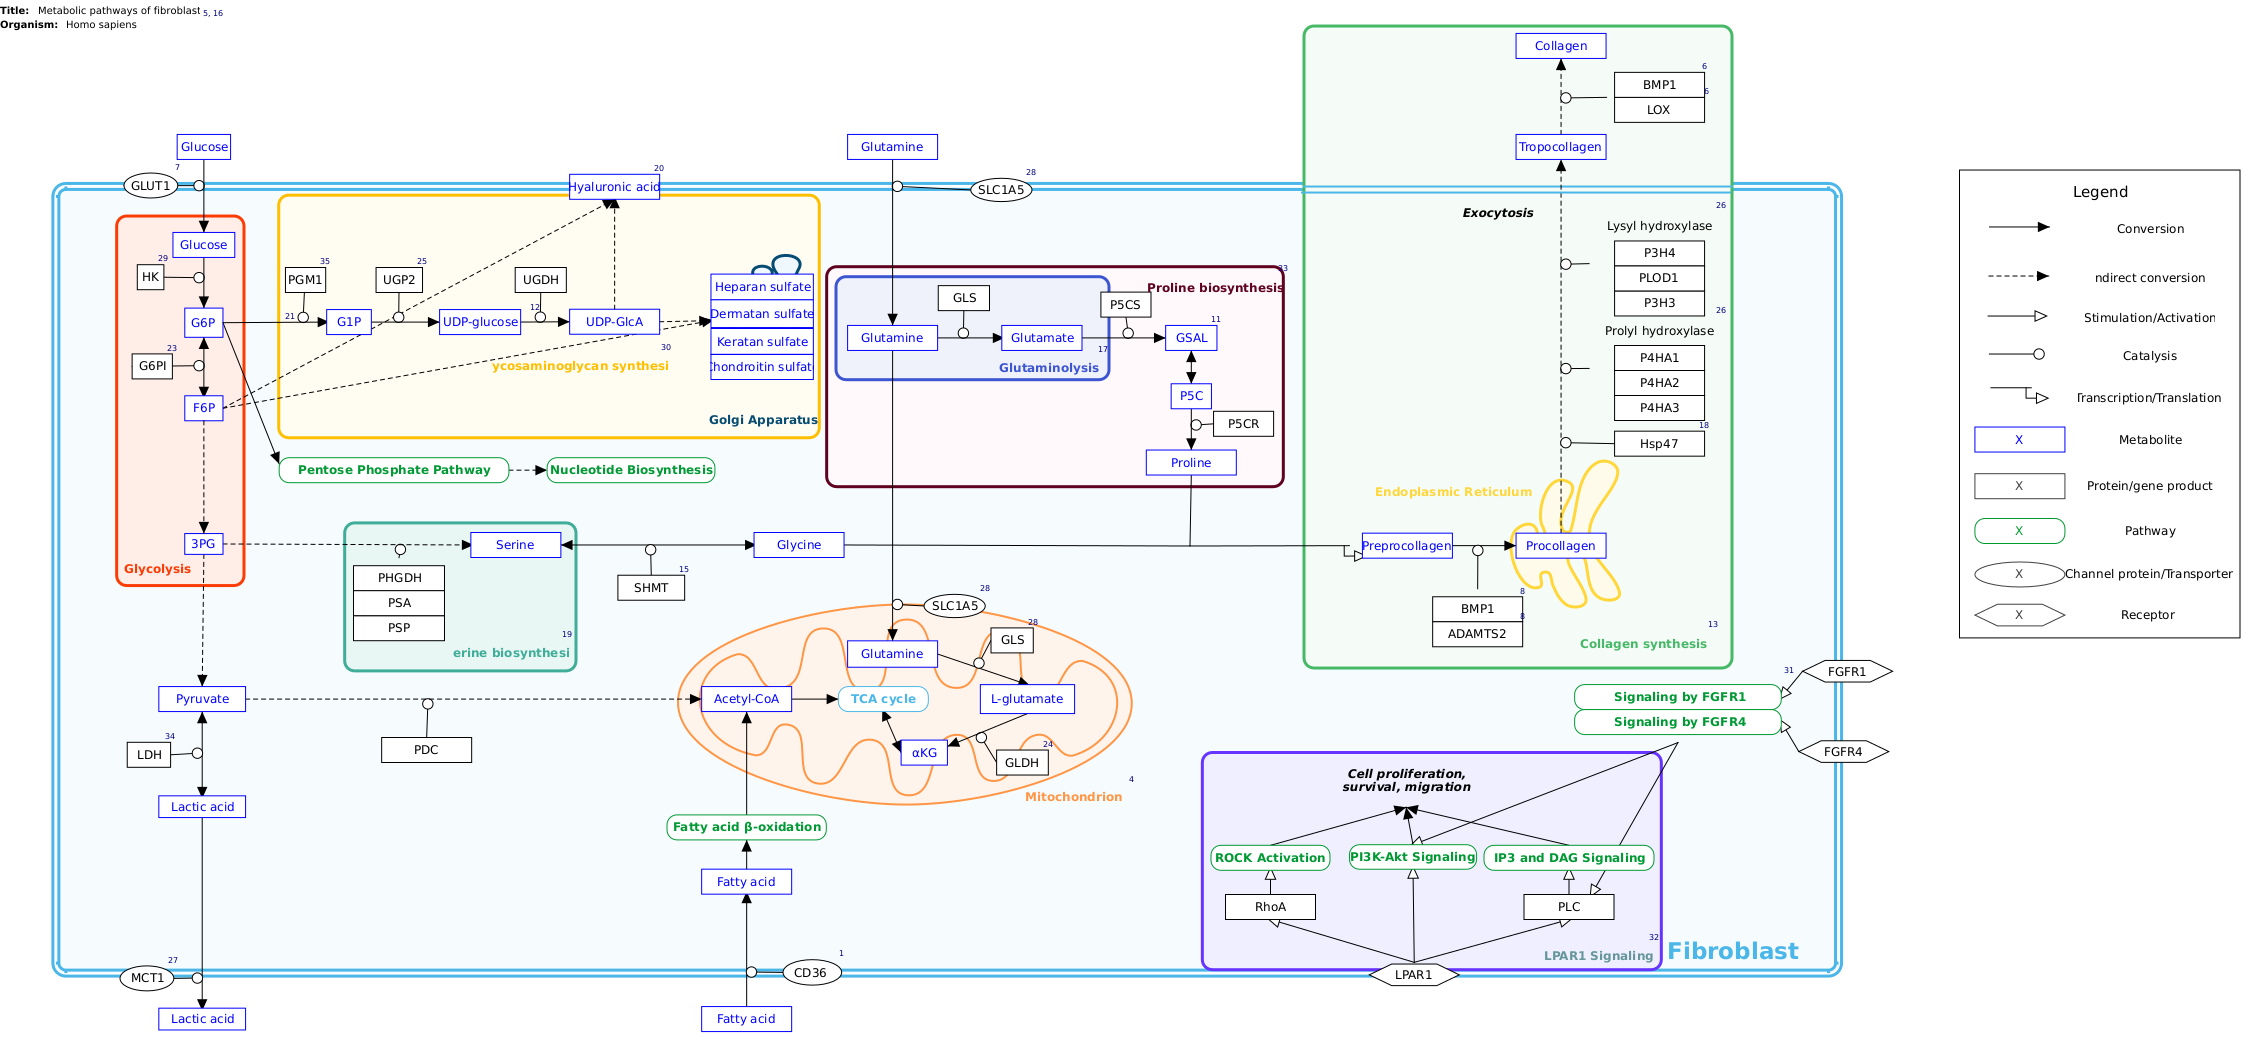 Title: Metabolic pathways of fibroblast 5, 16
Organism: Homo sapiens
Collagen
6
BMP1
6
LOX
Tropocollagen
Glucose
Glutamine
7
GLUT1
20
Hyaluronic acid
28
SLC1A5
26
Exocytosis
Lysyl hydroxylase
P3H4
PLOD1
P3H3
26
Prolyl hydroxylase
P4HA1
P4HA2
P4HA3
18
Hsp47
Endoplasmic Reticulum
Preprocollagen
Procollagen
8
BMP1
8
ADAMTS2
13
Collagen synthesis
Glucose
29
HK
G6P
23
G6PI
F6P
3PG
Glycolysis
35
PGM1
25
UGP2
UGDH
21
G1P
UDP-glucose
12
UDP-GlcA
30
Heparan sulfate
Dermatan sulfate
Keratan sulfate
Chondroitin sulfat
ycosaminoglycan synthesi
Golgi Apparatus
Pentose Phosphate Pathway
Nucleotide Biosynthesis
33
Proline biosynthesis
GLS
P5CS
11
Glutamine
Glutamate
GSAL
17
Glutaminolysis
P5C
P5CR
Proline
Serine
Glycine
PHGDH
PSA
PSP
19
erine biosynthesi
15
SHMT
28
SLC1A5
28
GLS
Glutamine
Pyruvate
Acetyl-CoA
TCA cycle
L-glutamate
PDC
αKG
24
GLDH
4
Mitochondrion
34
LDH
Lactic acid
Fatty acid β-oxidation
Fatty acid
27
MCT1
1
CD36
Lactic acid
Fatty acid
31
FGFR1
Signaling by FGFR1
Signaling by FGFR4
FGFR4
Cell proliferation,
survival, migration
ROCK Activation
PI3K-Akt Signaling
IP3 and DAG Signaling
RhoA
PLC
32
LPAR1 Signaling
LPAR1
Fibroblast
Legend
Conversion
ndirect conversion
Stimulation/Activation
Catalysis
Transcription/Translation
X Metabolite
X Protein/gene product
X Pathway
X Channel protein/Transporter
X Receptor